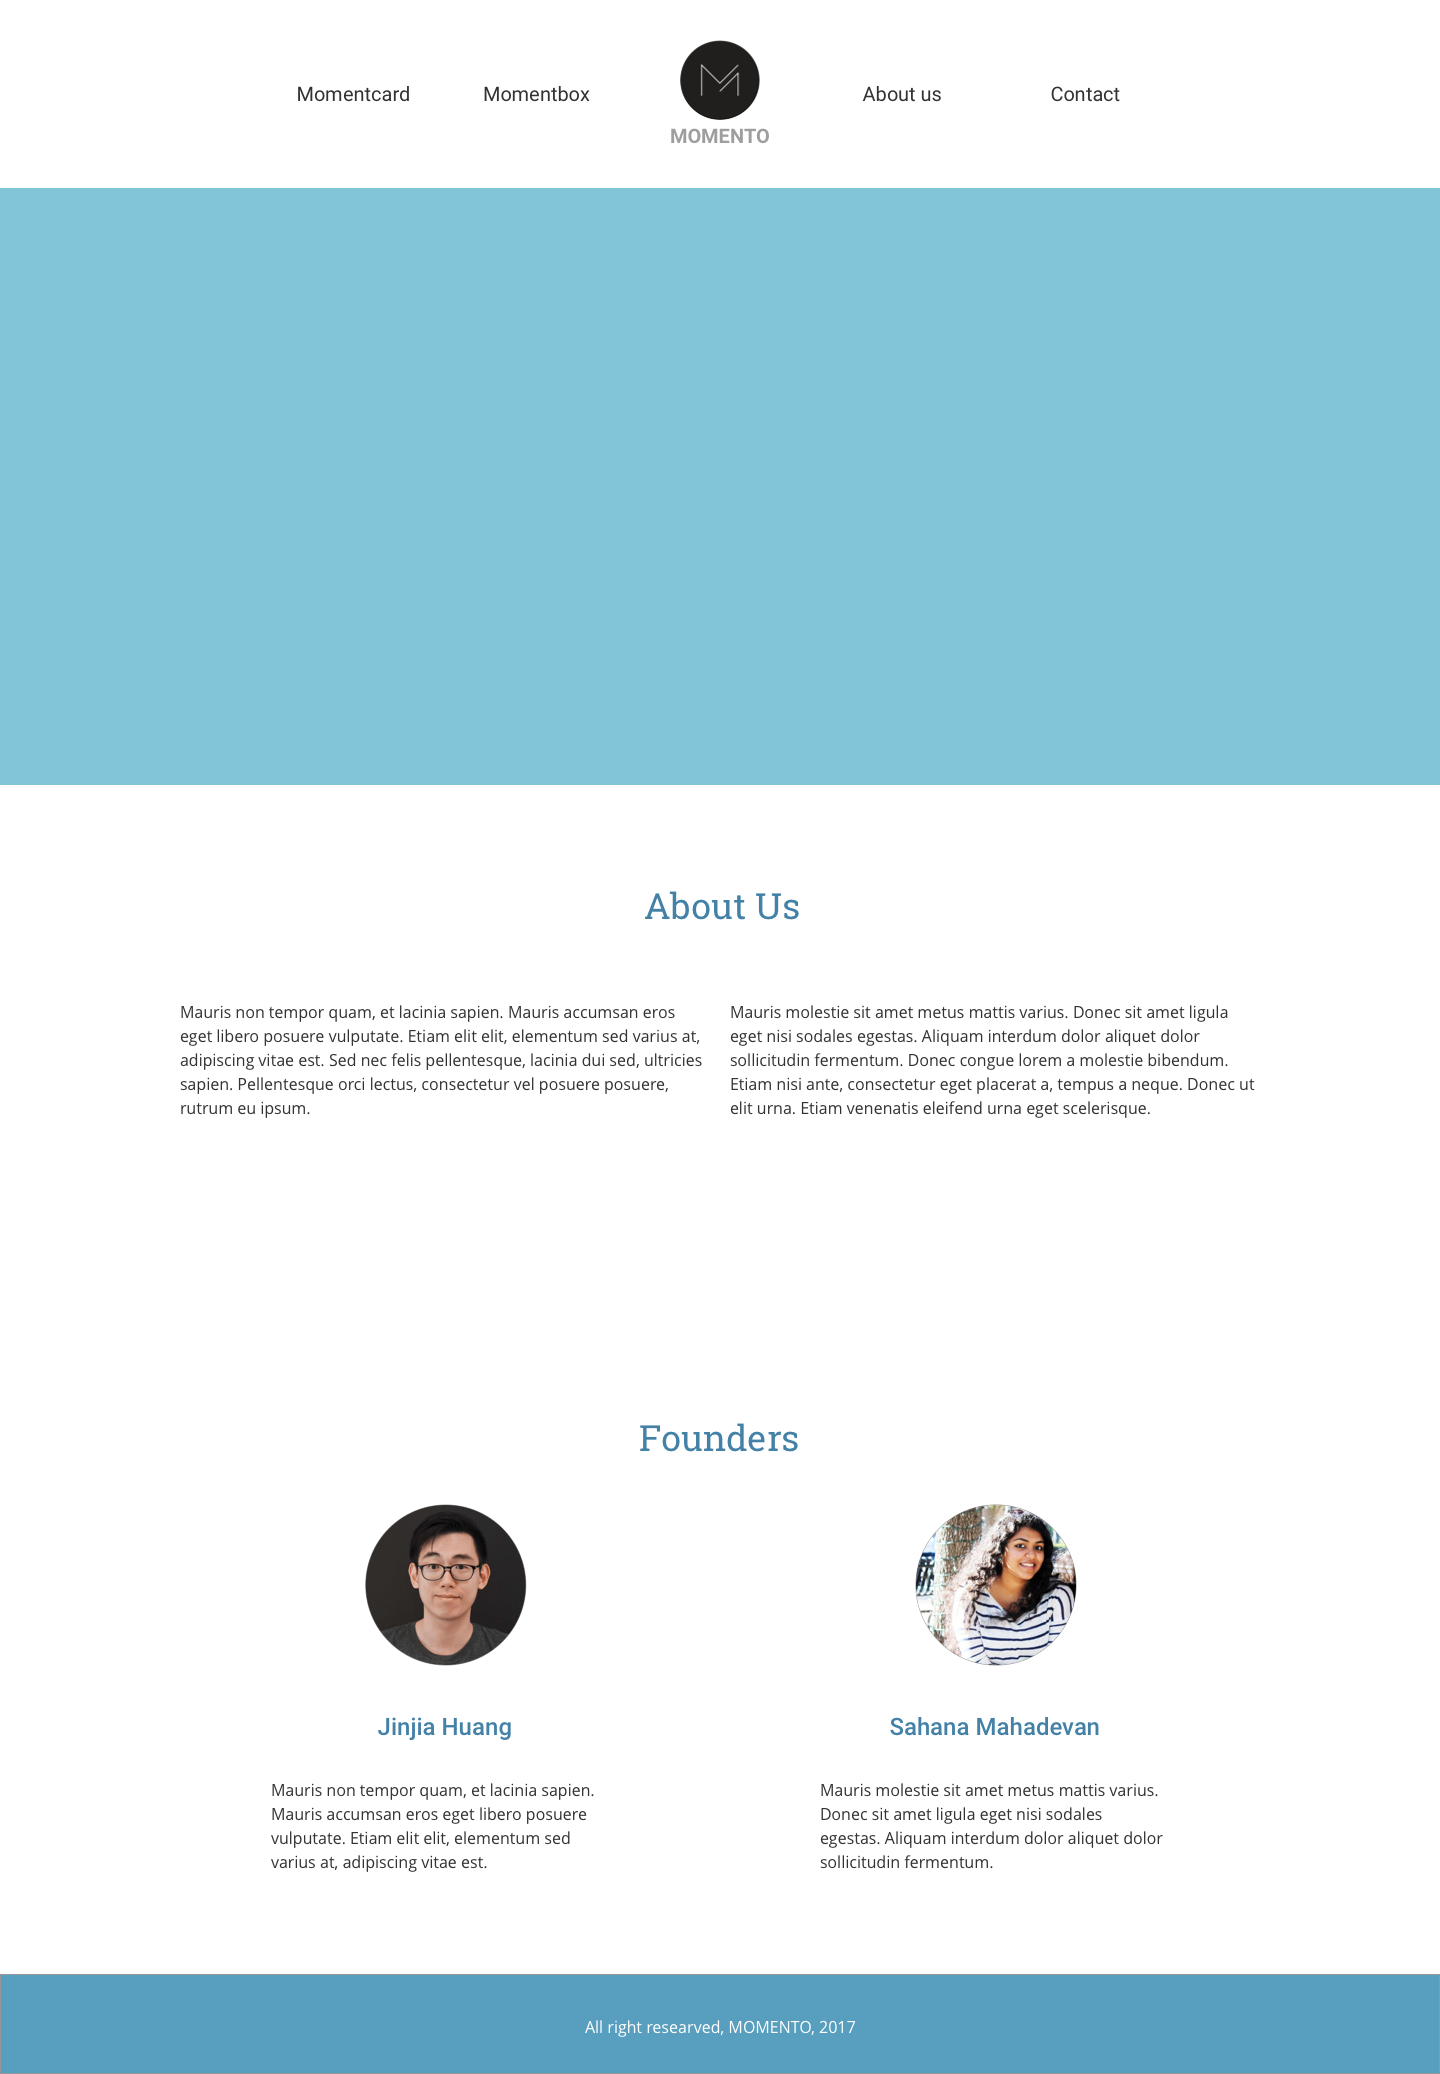 Momentcard
Momentbox
MOMENTO
About us
Contact
About Us
Mauris non tempor quam, et lacinia sapien. Mauris accumsan eros
eget libero posuere vulputate. Etiam elit elit, elementum sed varius at,
adipiscing vitae est. Sed nec felis pellentesque, lacinia dui sed, ultricies
sapien. Pellentesque orci lectus, consectetur vel posuere posuere,
rutrum eu ipsum.
Mauris molestie sit amet metus mattis varius. Donec sit amet ligula
eget nisi sodales egestas. Aliquam interdum dolor aliquet dolor
sollicitudin fermentum. Donec congue lorem a molestie bibendum.
Etiam nisi ante, consectetur eget placerat a, tempus a neque. Donec ut
elit urna. Etiam venenatis eleifend urna eget scelerisque.
Founders
Jinjia Huang
Mauris non tempor quam, et lacinia sapien.
Mauris accumsan eros eget libero posuere
vulputate. Etiam elit elit, elementum sed
varius at, adipiscing vitae est.
Sahana Mahadevan
Mauris molestie sit amet metus mattis varius.
Donec sit amet ligula eget nisi sodales
egestas. Aliquam interdum dolor aliquet dolor
sollicitudin fermentum.
All right researved, MOMENTO, 2017